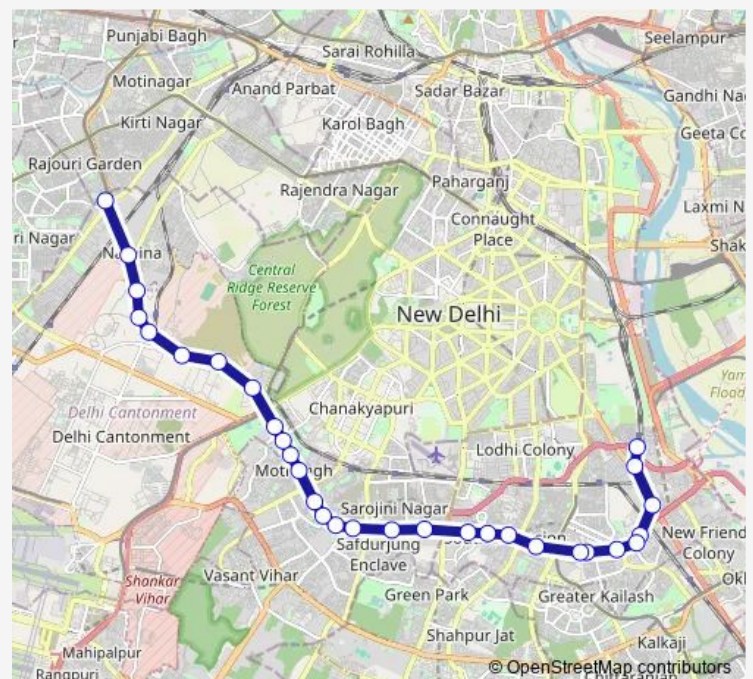 Punjabi Bagh
Seelampur
Sarai Rohilla
Motinagar
Anand Parbat
Sadar Bazar
Gandhi Na
Kirti Nagar
Karol Bagh
Geeta Co
Rajouri Garden
Rajendra Nagar
Paharganj
Laxmi N
Connaught
Place
ri Nagar
Shak
Central
Ridge Reserve
Forest
New Delhi
Yam
Flood
Delhi Cantonment
Chanakyapuri
Delhi Cantonment
Lodhi Colony
Sarojini Nagar
New Friend
Colony
Safdurjung
Enclave
Vasant Vihar
Shankar
Vihar
Green Park
Greater Kailash
Okl
Shahpur Jat
Kalkaji
Mahipalpur
Rangpuri
© OpenStreetMap contributors